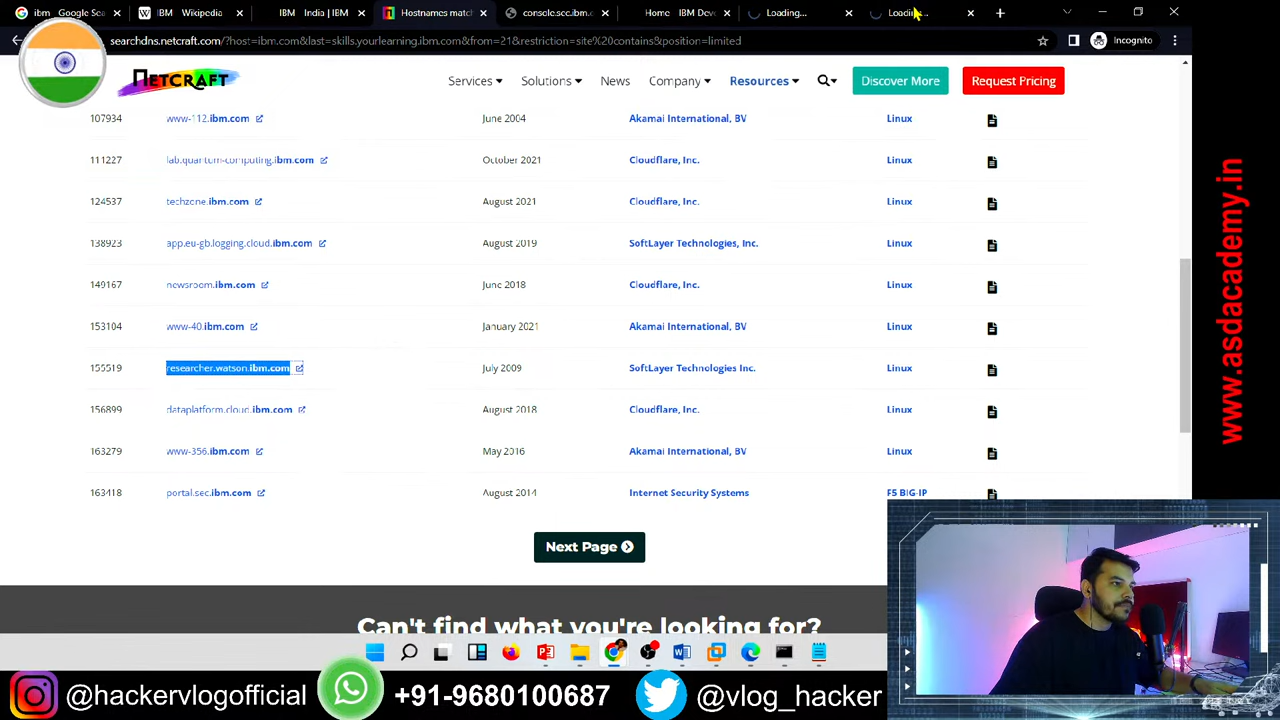 ibm - Google Sea
IBM - Wikipedia
IBM
Hostnames match
console.sec.ibm.c
Home - IBM Dev
Loading...
Loading...
searchdns.netcraft.com/?host=ibm.com&last=skills.yourlearning.ibm.com&from=21&restriction=site%20contains&position=limited
Incognito
NETCRAFT
Services
Solutions
News
Company
Resources
Discover More
Request Pricing
107934 www-112.ibm.com June 2004 Akamai International, BV Linux
111227 lab.quantum-computing.ibm.com October 2021 Cloudflare, Inc. Linux
124537 techzone.ibm.com August 2021 Cloudflare, Inc. Linux
138923 app.eu-gb.logging.cloud.ibm.com August 2019 SoftLayer Technologies, Inc. Linux
149167 newsroom.ibm.com June 2018 Cloudflare, Inc. Linux
153104 www-40.ibm.com January 2021 Akamai International, BV Linux
155519 researcher.watson.ibm.com July 2009 SoftLayer Technologies Inc. Linux
156899 dataplatform.cloud.ibm.com August 2018 Cloudflare, Inc. Linux
163279 www-356.ibm.com May 2016 Akamai International, BV Linux
163418 portal.sec.ibm.com August 2014 Internet Security Systems F5 BIG-IP
Next Page
Can't find what you're looking for?
www.asdacademy.in
@hackervlogofficial
+91-9680100687
@vlog_hacker